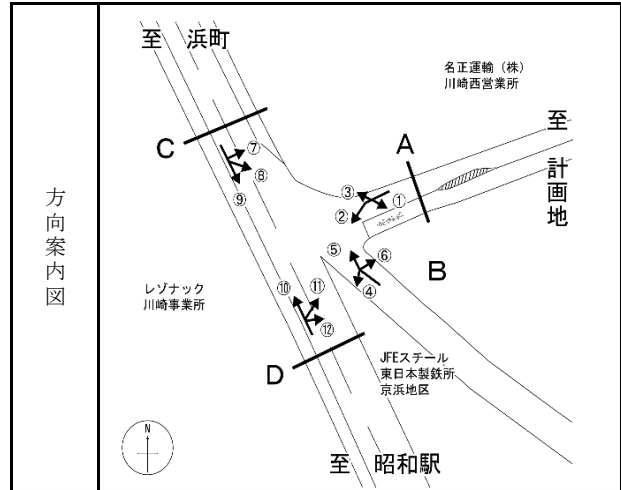 方向案内図
至 浜町
名正運輸（株）
川崎西営業所
至 計画地
A
C
⑦
⑧
⑨
③
①
②
B
⑤
⑥
④
レゾナック
川崎事業所
⑩
⑪
⑫
D
JFEスチール
東日本製鉄所
京浜地区
N
至 昭和駅